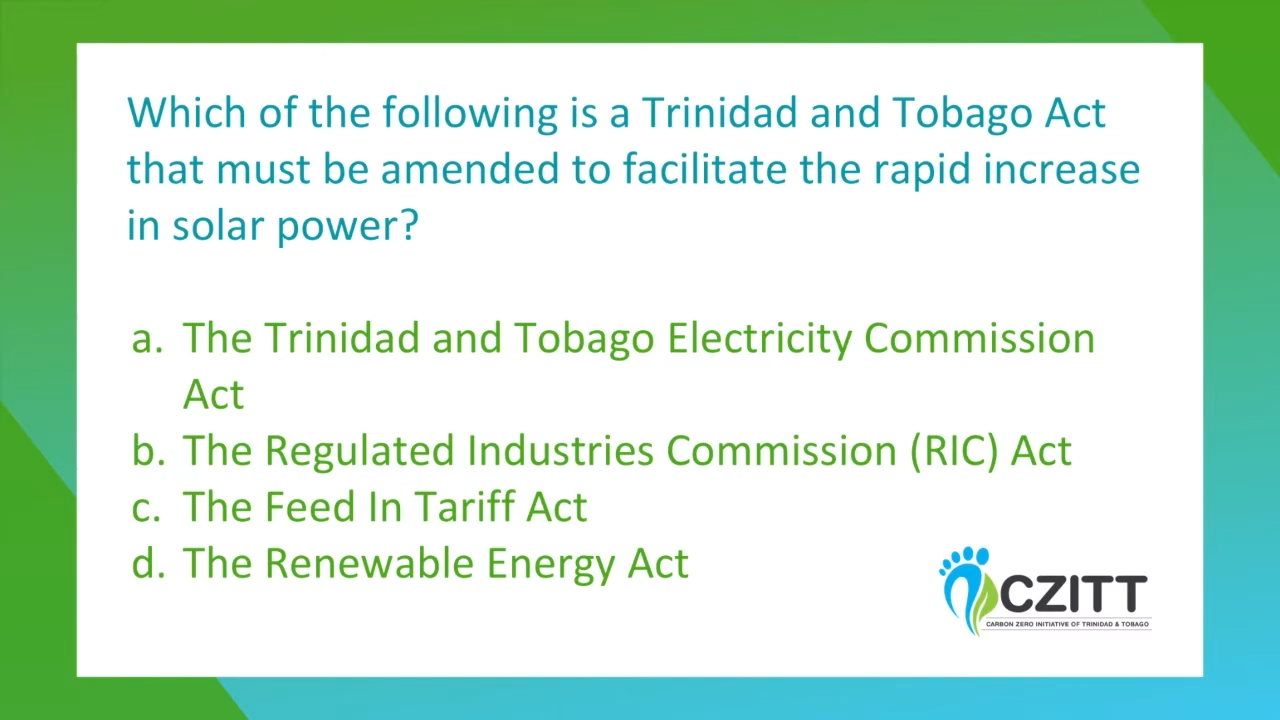 Which of the following is a Trinidad and Tobago Act
that must be amended to facilitate the rapid increase
in solar power?
a. The Trinidad and Tobago Electricity Commission
Act
b. The Regulated Industries Commission (RIC) Act
c. The Feed In Tariff Act
d. The Renewable Energy Act
CZITT
CARBON ZERO INITIATIVE OF TRINIDAD & TOBAGO